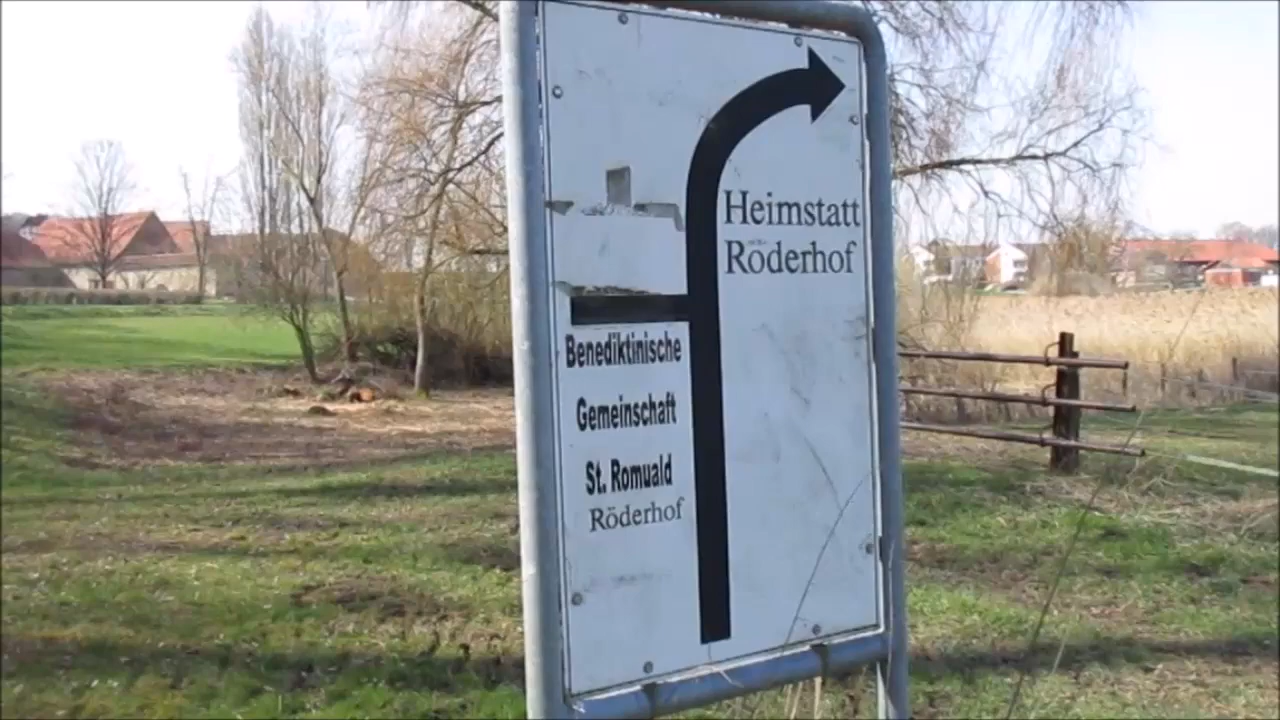 Heimstatt
Röderhof
Benediktinische
Gemeinschaft
St. Romuald
Röderhof